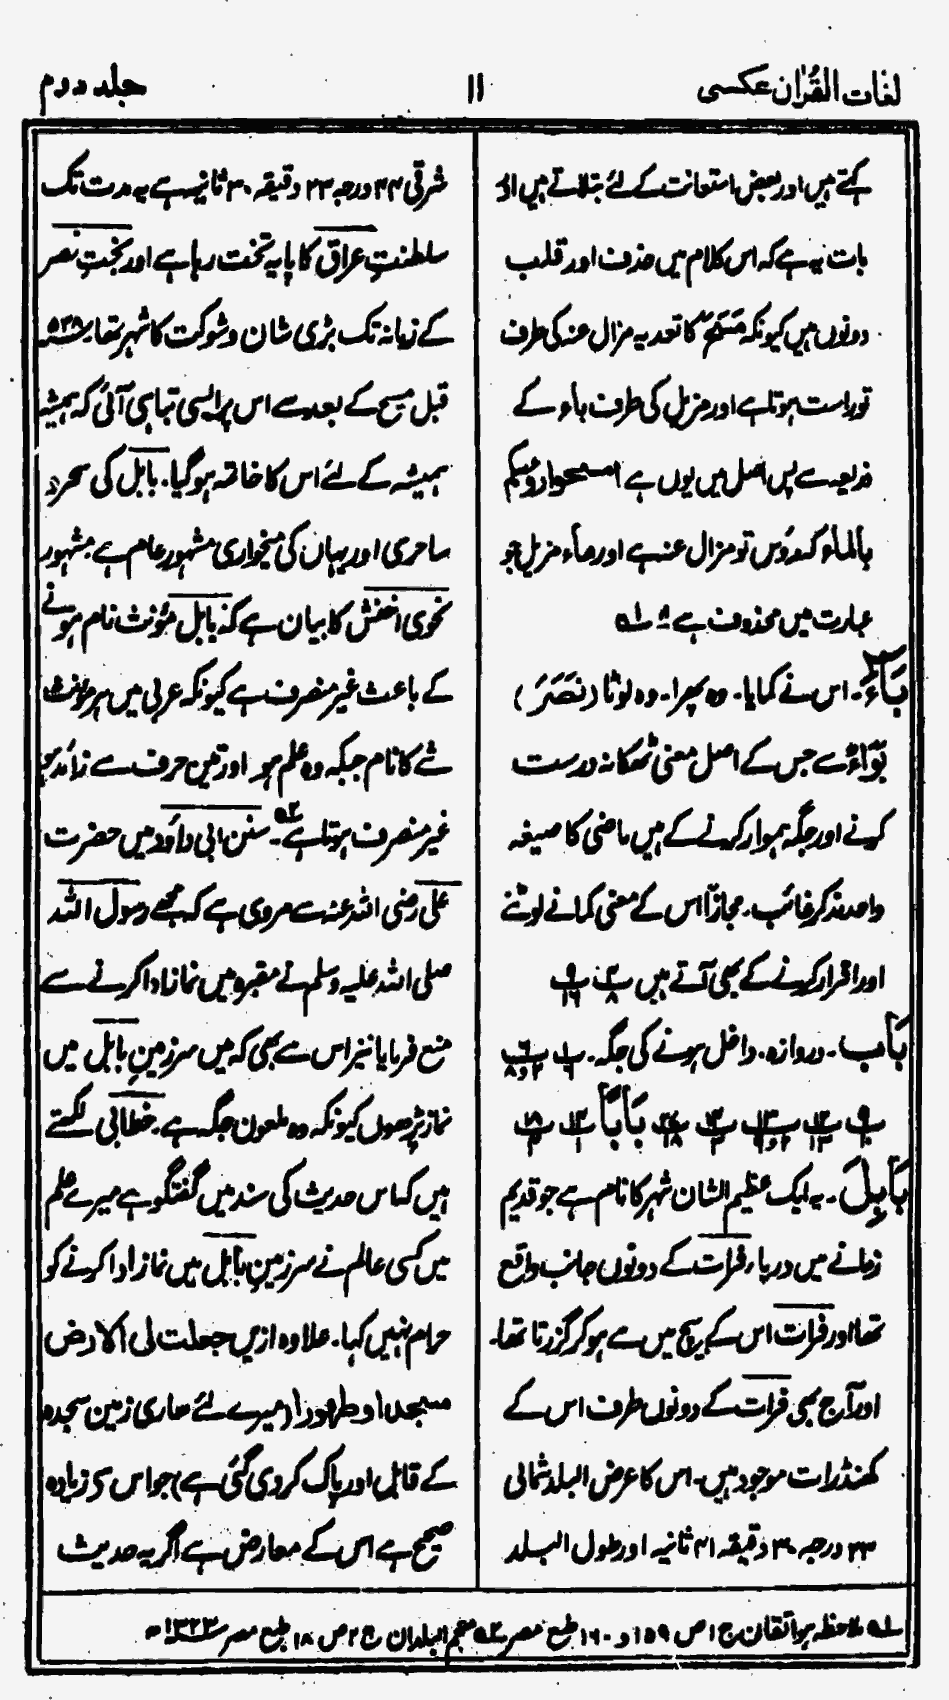 لغات القرآن عکسی
۱۱
جلد دوم
کہتے ہیں اور بعض استعانت کے لئے بتلاتے ہیں اور
بات یہ ہے کہ اس کلام میں حذف اور قلب
دونوں ہیں کیونکہ مَسَحَ کا تعدیہ مزال عنہ کی طرف
تو راست ہوتا ہے اور مزیل کی طرف باء کے
ذریعہ سے پس اصل میں یوں ہے امسحوا رؤسکم
بالماء گھر دُوس تو مزال عنہ ہے اور ماء مزیل جو
عبارت میں محذوف ہے
بَاءَ۔ اس نے کمایا۔ وہ پھرا۔ وہ لوٹا (نَصَرَ)
بَوَاءٌ سے جس کے اصل معنی ٹھکانہ درست
کرنے اور جگہ ہموار کرنے کے ہیں ماضی کا صیغہ
واحد مذکر غائب۔ مجازاً اس کے معنی کمانے لوٹنے
اور اقرار کرنے کے بھی آتے ہیں
بَاب۔ دروازہ۔ داخل ہونے کی جگہ۔
بَابًا
بَابِلَ۔ یہ ایک عظیم الشان شہر کا نام ہے جو قدیم
زمانے میں دریاء فرات کے دونوں جانب واقع
تھا اور فرات اس کے بیچ میں سے ہو کر گزرتا تھا۔
اور آج بھی فرات کے دونوں طرف اس کے
کھنڈرات موجود ہیں۔ اس کا عرض البلد شمالی
۳۳ درجہ ۳۰ دقیقہ ۳۱ ثانیہ اور طول البلد
شرقی ۴۴ درجہ ۲۳ دقیقہ ۳۰ ثانیہ ہے یہ مدت تک
سلطنتِ عراق کا پایہ تخت رہا ہے اور بختِ نصر
کے زمانہ تک بڑی شان و شوکت کا شہر تھا ۵۳۸
قبل مسیح کے بعد سے اس پر ایسی تباہی آئی کہ ہمیشہ
ہمیشہ کے لئے اس کا خاتمہ ہو گیا۔ بابل کی سحر و
ساحری اور یہاں کی میخواری مشہور عام ہے مشہور
نحوی اخفش کا بیان ہے کہ بابل مؤنث نام ہونے
کے باعث غیر منصرف ہے کیونکہ عربی میں ہر مؤنث
شے کا نام جبکہ وہ علم ہو اور تین حرف سے زائد ہو
غیر منصرف ہوتا ہے۔ سنن ابی داؤد میں حضرت
علی رضی اللہ عنہ سے مروی ہے کہ مجھے رسول اللہ
صلی اللہ علیہ وسلم نے مقبرہ میں نماز ادا کرنے سے
منع فرمایا نیز اس سے بھی کہ میں سرزمینِ بابل میں
نماز پڑھوں کیونکہ وہ ملعون جگہ ہے۔ خطابی لکھتے
ہیں کہ اس حدیث کی سند میں گفتگو ہے میرے علم
میں کسی عالم نے سرزمینِ بابل میں نماز ادا کرنے کو
حرام نہیں کہا۔ علاوہ ازیں جعلت لی الارض
مسجدا وطھورا (میرے لئے ساری زمین سجدہ
کے قابل اور پاک کر دی گئی ہے) جو اس سے زیادہ
صحیح ہے اس کے معارض ہے اگر یہ حدیث
ملاحظہ ہو اتقان ج ۱ ص ۱۵۹ و ۱۶۰ طبع مصر معجم البلدان ج ۲ ص ۱۸ طبع مصر ۱۳۲۳ھ